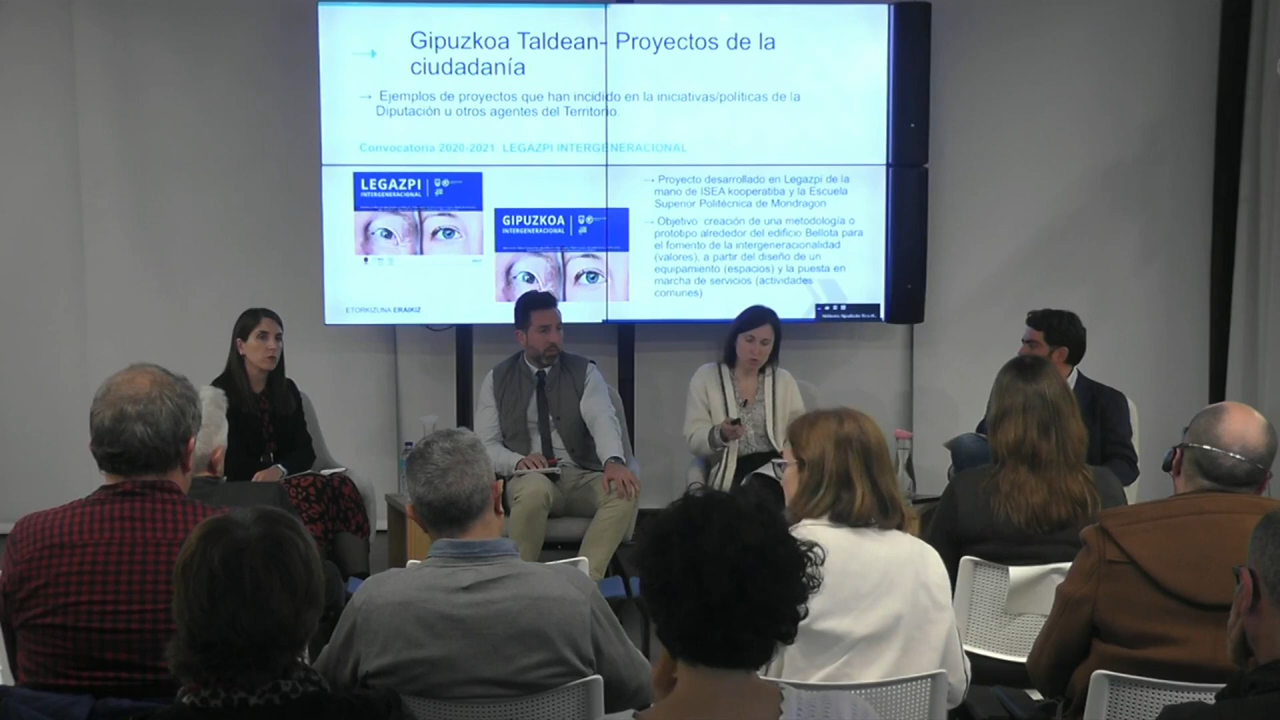 Gipuzkoa Taldean- Proyectos de la
ciudadanía
→ Ejemplos de proyectos que han incidido en la iniciativas/políticas de la
Diputación u otros agentes del Territorio.
Convocatoria 2020-2021 LEGAZPI INTERGENERACIONAL
LEGAZPI
INTERGENERACIONAL
GIPUZKOA
INTERGENERACIONAL
→ Proyecto desarrollado en Legazpi de la
mano de ISEA kooperatiba y la Escuela
Superior Politécnica de Mondragon
→ Objetivo: creación de una metodología o
prototipo alrededor del edificio Bellota para
el fomento de la intergeneracionalidad
(valores), a partir del diseño de un
equipamiento (espacios) y la puesta en
marcha de servicios (actividades
comunes)
ETORKIZUNA ERAIKIZ